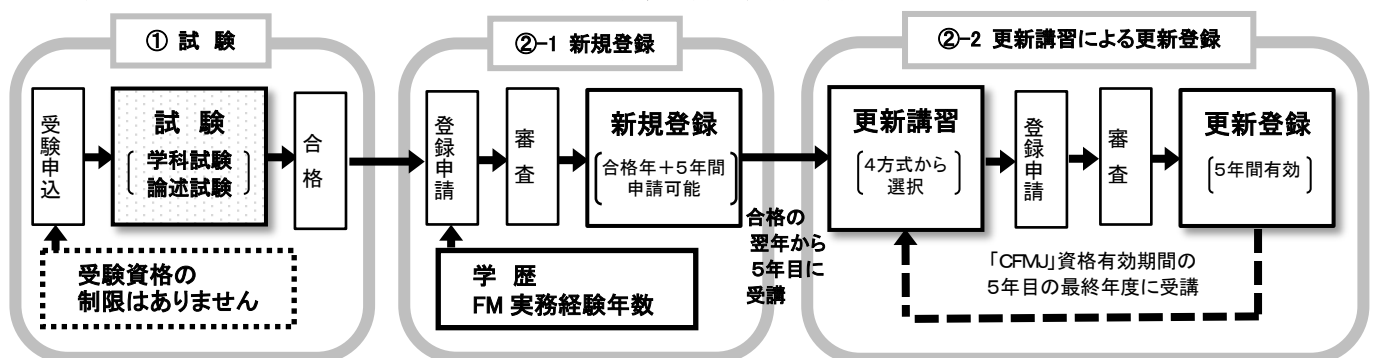 ① 試 験
受験申込
試 験
学科試験
論述試験
合格
受験資格の
制限はありません
②-1 新規登録
登録申請
審査
新規登録
合格年+5年間
申請可能
学 歴
FM 実務経験年数
合格の
翌年から
5年目に
受講
②-2 更新講習による更新登録
更新講習
4方式から
選択
登録申請
審査
更新登録
5年間有効
「CFMJ」資格有効期間の
5年目の最終年度に受講